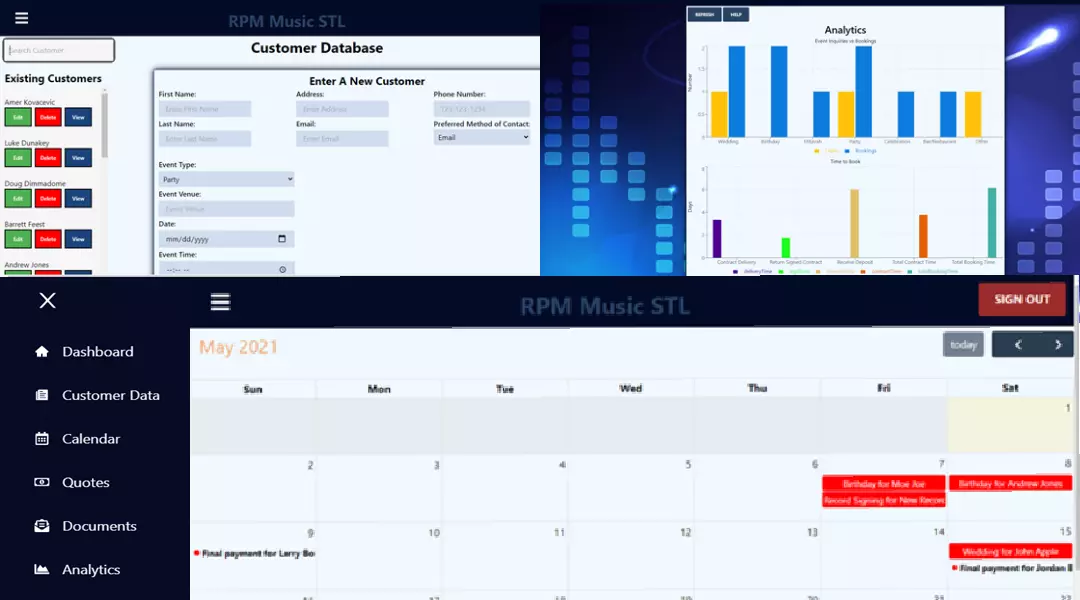 RPM Music STL
Search Customer
Customer Database
Existing Customers
Amer Kovacevic
Edit Delete View
Luke Dunakey
Edit Delete View
Doug Dimmadome
Edit Delete View
Barrett Feest
Edit Delete View
Andrew Jones
Enter A New Customer
First Name: Address: Phone Number:
Enter First Name Enter Address 123-123-1234
Last Name: Email: Preferred Method of Contact:
Enter Last Name Enter Email Email
Event Type:
Party
Event Venue:
Event Venue
Date:
mm/dd/yyyy
Event Time:
--:-- --
REFRESH HELP
Analytics
Event Inquiries vs Bookings
Number
Wedding Birthday Mitzvah Party Celebration Bar/Restaurant Other
Bookings
Time to Book
Days
Contract Delivery Return Signed Contract Receive Deposit Total Contract Time Total Booking Time
deliveryTime contractTime totalBookingTime
Dashboard
Customer Data
Calendar
Quotes
Documents
Analytics
RPM Music STL
SIGN OUT
May 2021
today
Sun Mon Tue Wed Thu Fri Sat
1
2 3 4 5 6 7 8
Birthday for Moe Joe Birthday for Andrew Jones
Record Signing for New Recor
9 10 11 12 13 14 15
Final payment for Larry Bo Wedding for John Apple
Final payment for Jordan B